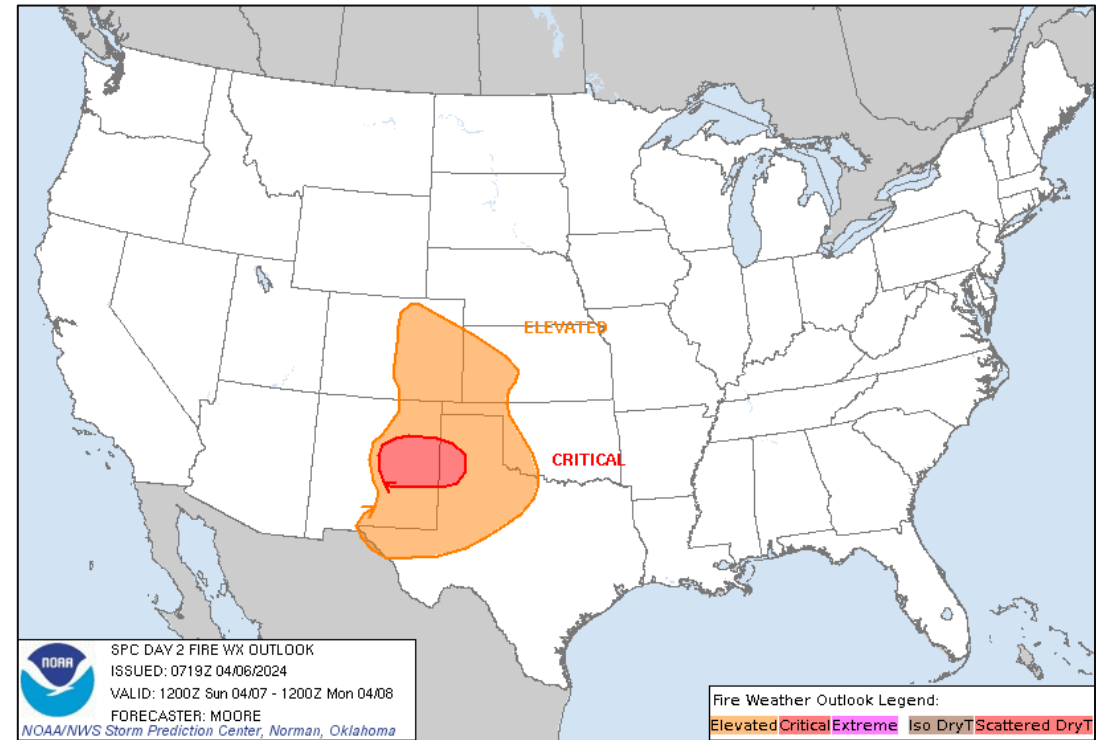 ELEVATED
CRITICAL
NOAA
SPC DAY 2 FIRE WX OUTLOOK
ISSUED: 0719Z 04/06/2024
VALID: 1200Z Sun 04/07 - 1200Z Mon 04/08
FORECASTER: MOORE
NOAA/NWS Storm Prediction Center, Norman, Oklahoma
Fire Weather Outlook Legend:
Elevated Critical Extreme Iso DryT Scattered DryT